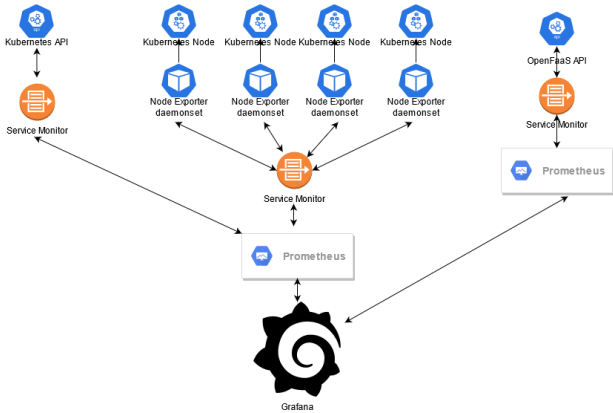 Kubernetes API
Kubernetes Node
Kubernetes Node
Kubernetes Node
Kubernetes Node
api
OpenFaaS API
Node Exporter
daemonset
Node Exporter
daemonset
Node Exporter
daemonset
Node Exporter
daemonset
Service Monitor
Service Monitor
Service Monitor
Prometheus
Prometheus
Grafana